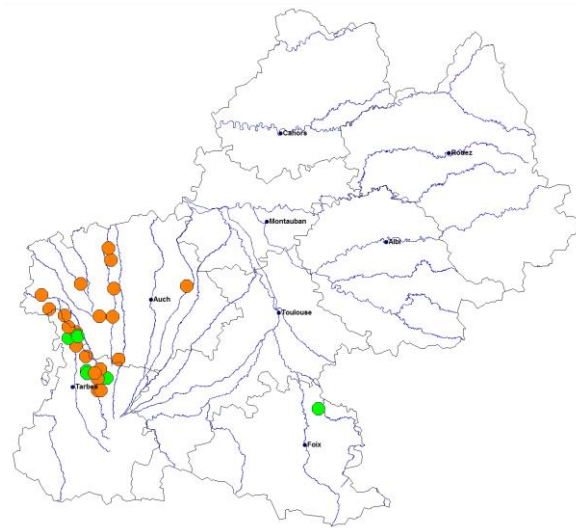 Cahors
Rodez
Montauban
Albi
Auch
Toulouse
Tarbes
Foix